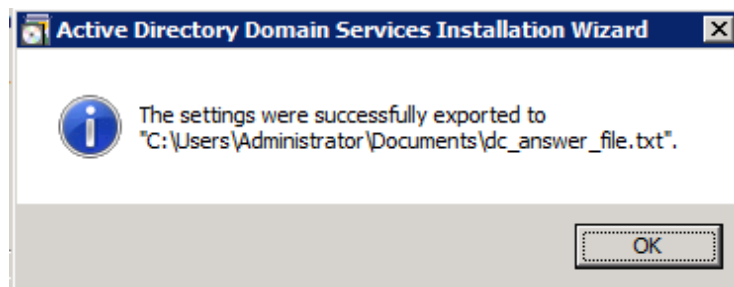 Active Directory Domain Services Installation Wizard
The settings were successfully exported to
"C:\Users\Administrator\Documents\dc_answer_file.txt".
OK